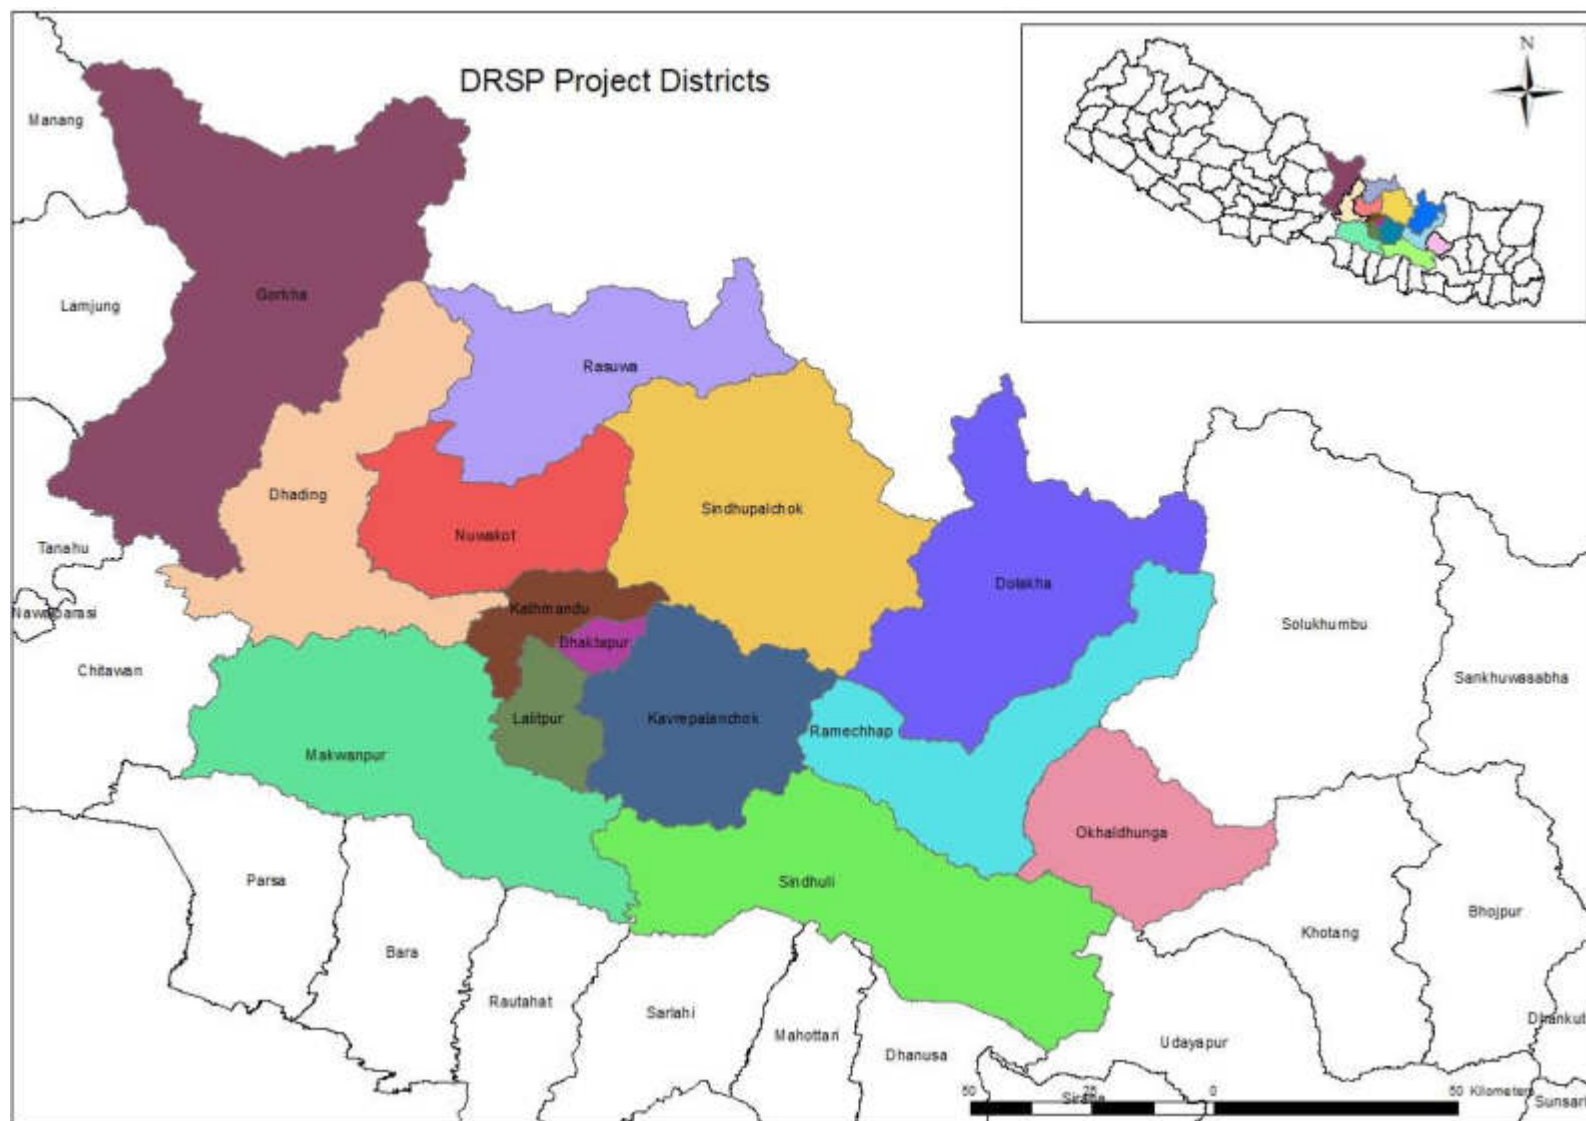 DRSP Project Districts
N
Manang
Lamjung
Gorkha
Rasuwa
Dhading
Nuwakot
Sindhupalchok
Tanahu
Dolakha
Nawalparasi
Kathmandu
Bhaktapur
Solukhumbu
Chitawan
Sankhuwasabha
Lalitpur
Kavrepalanchok
Ramechhap
Makwanpur
Okhaldhunga
Parsa
Sindhuli
Bhojpur
Khotang
Bara
Rautahat
Sarlahi
Mahottari
Dhanusa
Udayapur
Dhankut
50 25 0 50 Kilometers
Siraha
Sunsari